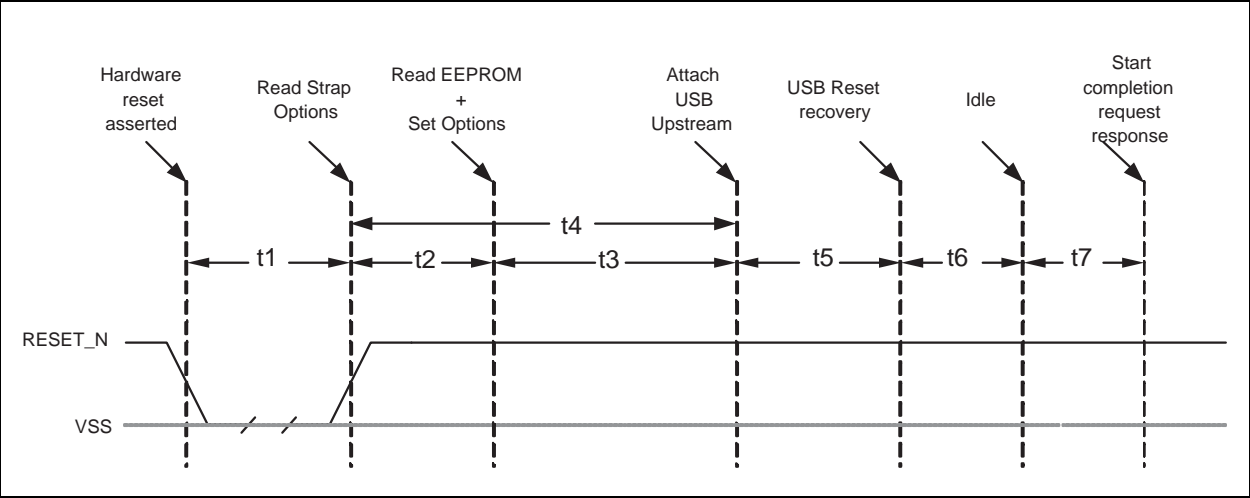 Hardware
reset
asserted
Read Strap
Options
Read EEPROM
+
Set Options
Attach
USB
Upstream
USB Reset
recovery
Idle
Start
completion
request
response
t4
t1
t2
t3
t5
t6
t7
RESET_N
VSS